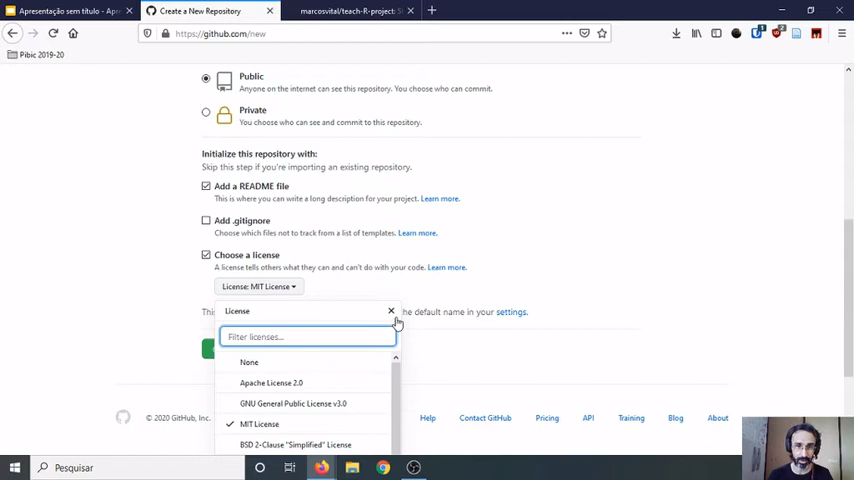 Apresentação sem título - Apre
Create a New Repository
marcosvital/teach-R-project: S
https://github.com/new
Pibic 2019-20
Public
Anyone on the internet can see this repository. You choose who can commit.
Private
You choose who can see and commit to this repository.
Initialize this repository with:
Skip this step if you're importing an existing repository.
Add a README file
This is where you can write a long description for your project. Learn more.
Add .gitignore
Choose which files not to track from a list of templates. Learn more.
Choose a license
A license tells others what they can and can't do with your code. Learn more.
License: MIT License
This
License
the default name in your settings.
Filter licenses...
None
Apache License 2.0
GNU General Public License v3.0
MIT License
BSD 2-Clause "Simplified" License
© 2020 GitHub, Inc.
Help
Contact GitHub
Pricing
API
Training
Blog
About
Pesquisar